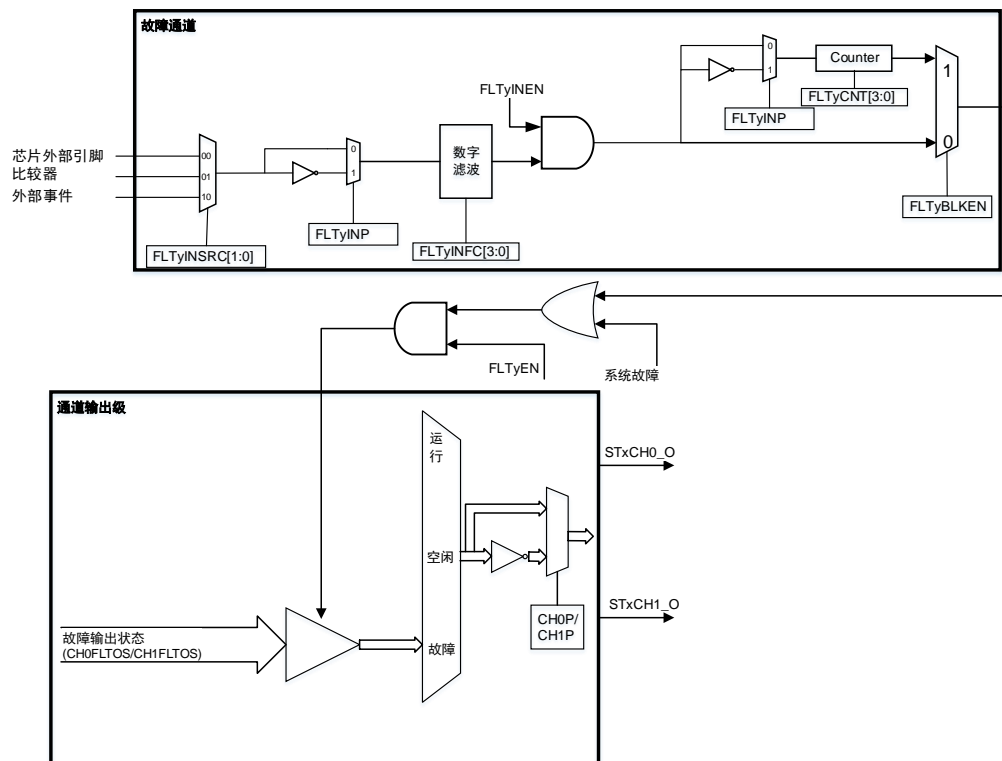 故障通道
芯片外部引脚
比较器
外部事件
00
01
10
FLTyINSRC[1:0]
0
1
FLTyINP
数字
滤波
FLTyINFC[3:0]
FLTyINEN
0
1
FLTyINP
Counter
FLTyCNT[3:0]
1
0
FLTyBLKEN
FLTyEN
系统故障
通道输出级
运
行
空闲
故障
故障输出状态
(CH0FLTOS/CH1FLTOS)
CH0P/
CH1P
STxCH0_O
STxCH1_O